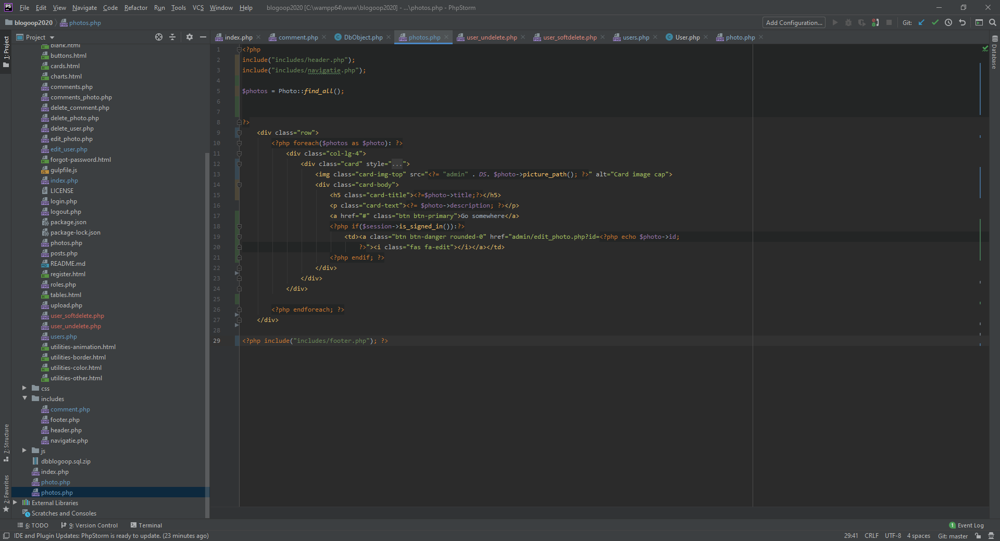 PS File Edit View Navigate Code Refactor Run Tools VCS Window Help blogoop2020 [C:\wampp64\www\blogoop2020] - ...\photos.php - PhpStorm
blogoop2020 photos.php Add Configuration... Git:
1: Project
Project
index.php comment.php DbObject.php photos.php user_undelete.php user_softdelete.php users.php User.php photo.php
Database
blank.html
buttons.html
cards.html
charts.html
comments.php
comments_photo.php
delete_comment.php
delete_photo.php
delete_user.php
edit_photo.php
edit_user.php
forgot-password.html
gulpfile.js
index.php
LICENSE
login.php
logout.php
package.json
package-lock.json
photos.php
posts.php
README.md
register.html
roles.php
tables.html
upload.php
user_softdelete.php
user_undelete.php
users.php
utilities-animation.html
utilities-border.html
utilities-color.html
utilities-other.html
css
includes
comment.php
footer.php
header.php
navigatie.php
js
dbblogoop.sql.zip
index.php
photo.php
photos.php
External Libraries
Scratches and Consoles
7: Structure
2: Favorites
1 <?php
2 include("includes/header.php");
3 include("includes/navigatie.php");
4
5 $photos = Photo::find_all();
6
7
8 ?>
9 <div class="row">
10 <?php foreach($photos as $photo): ?>
11 <div class="col-lg-4">
12 <div class="card" style="...">
13 <img class="card-img-top" src="<?= "admin" . DS. $photo->picture_path(); ?>" alt="Card image cap">
14 <div class="card-body">
15 <h5 class="card-title"><?=$photo->title;?></h5>
16 <p class="card-text"><?= $photo->description; ?></p>
17 <a href="#" class="btn btn-primary">Go somewhere</a>
18 <?php if($session->is_signed_in()):?>
19 <td><a class="btn btn-danger rounded-0" href="admin/edit_photo.php?id=<?php echo $photo->id;
20 ?>"><i class="fas fa-edit"></i></a></td>
21 <?php endif; ?>
22 </div>
23 </div>
24 </div>
25
26 <?php endforeach; ?>
27 </div>
28
29 <?php include("includes/footer.php"); ?>
6: TODO 9: Version Control Terminal 1 Event Log
IDE and Plugin Updates: PhpStorm is ready to update. (23 minutes ago) 29:41 CRLF UTF-8 4 spaces Git: master